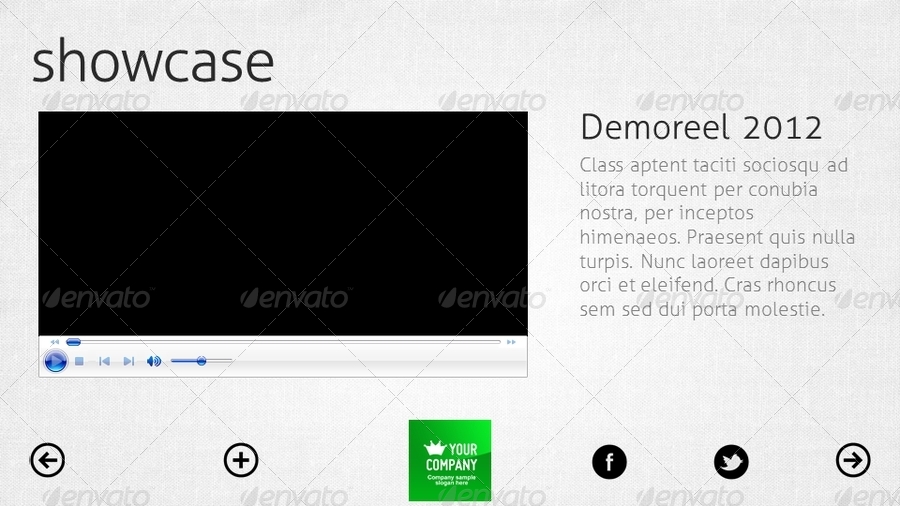 showcase
Demoreel 2012
Class aptent taciti sociosqu ad
litora torquent per conubia
nostra, per inceptos
himenaeos. Praesent quis nulla
turpis. Nunc laoreet dapibus
orci et eleifend. Cras rhoncus
sem sed dui porta molestie.
YOUR
COMPANY
Company sample
slogan here
envato envato envato envato envato
envato envato envato envato envato
envato envato envato envato envato